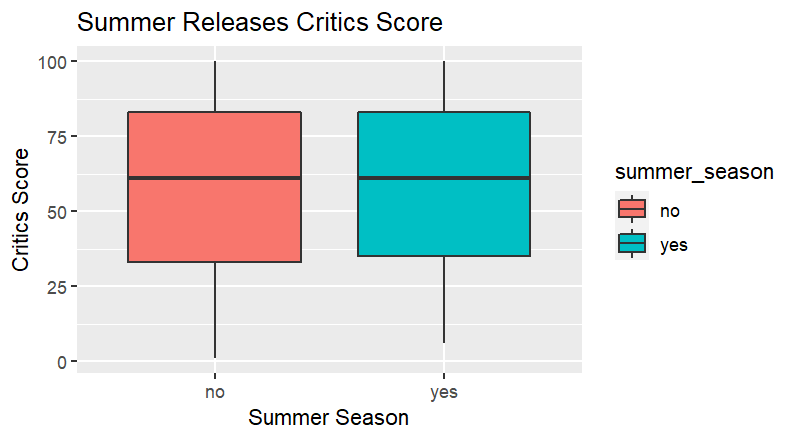 Summer Releases Critics Score
100
75
50
25
0
Critics Score
no
yes
Summer Season
summer_season
no
yes